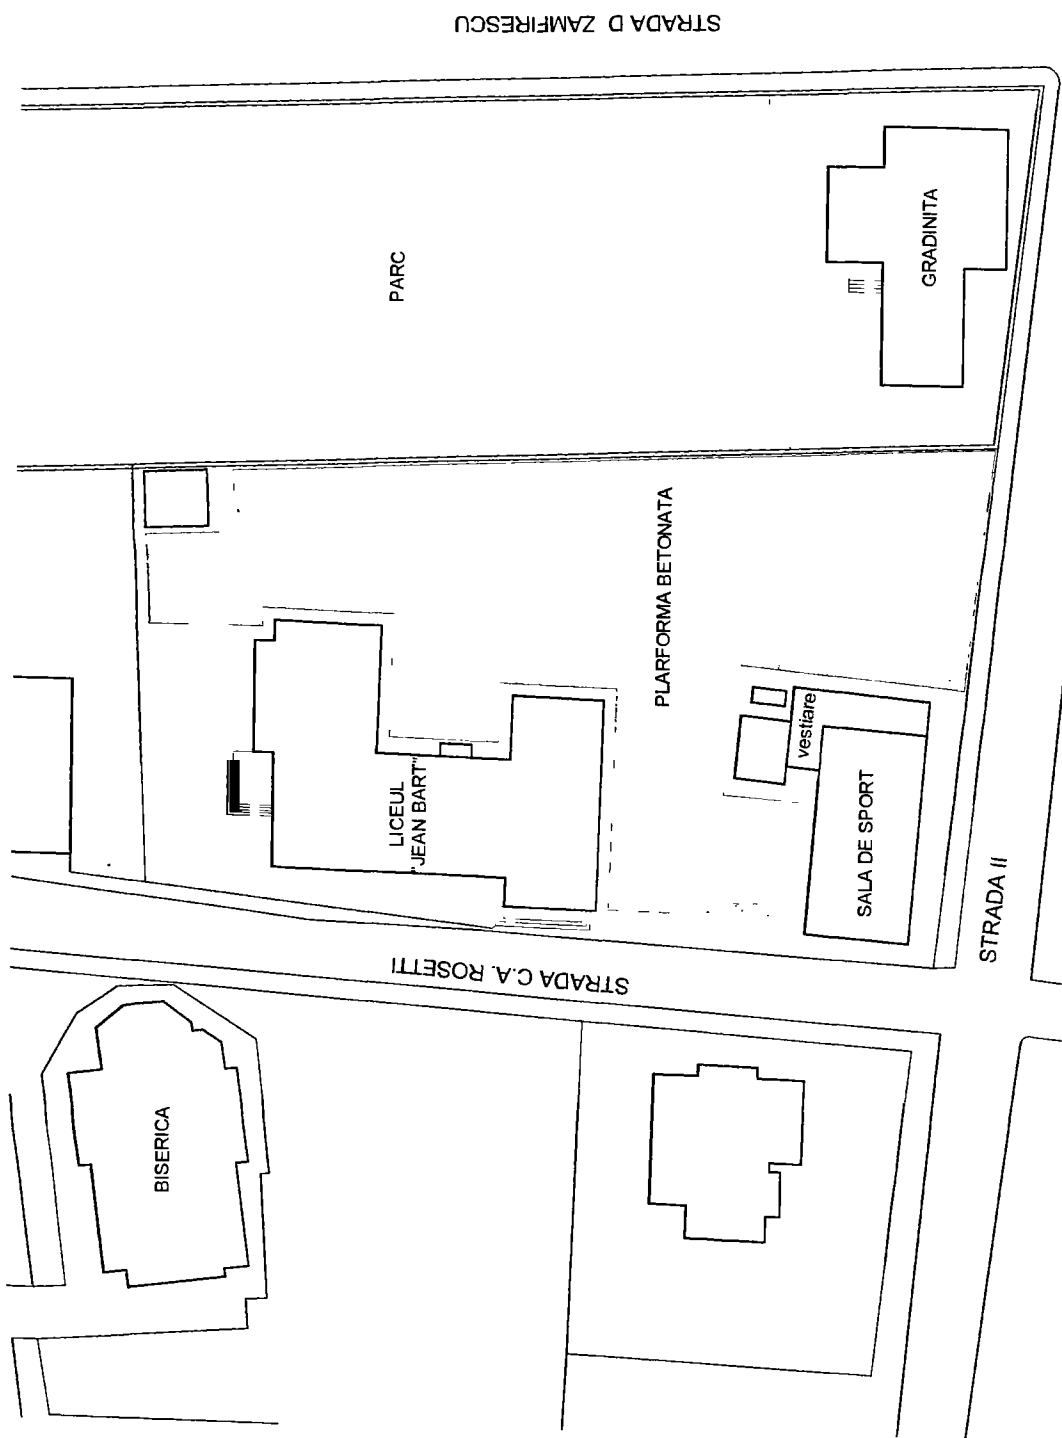 STRADA D ZAMFIRESCU
PARC
GRADINITA
PLARFORMA BETONATA
LICEUL
"JEAN BART"
vestiare
SALA DE SPORT
STRADA II
STRADA C.A. ROSETTI
BISERICA